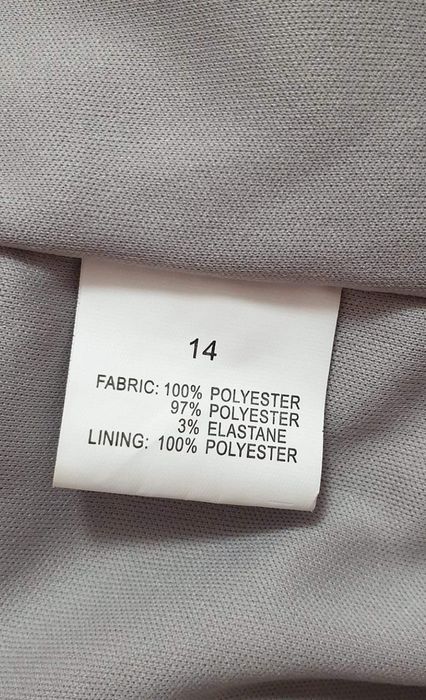 14
FABRIC: 100% POLYESTER
97% POLYESTER
3% ELASTANE
LINING: 100% POLYESTER